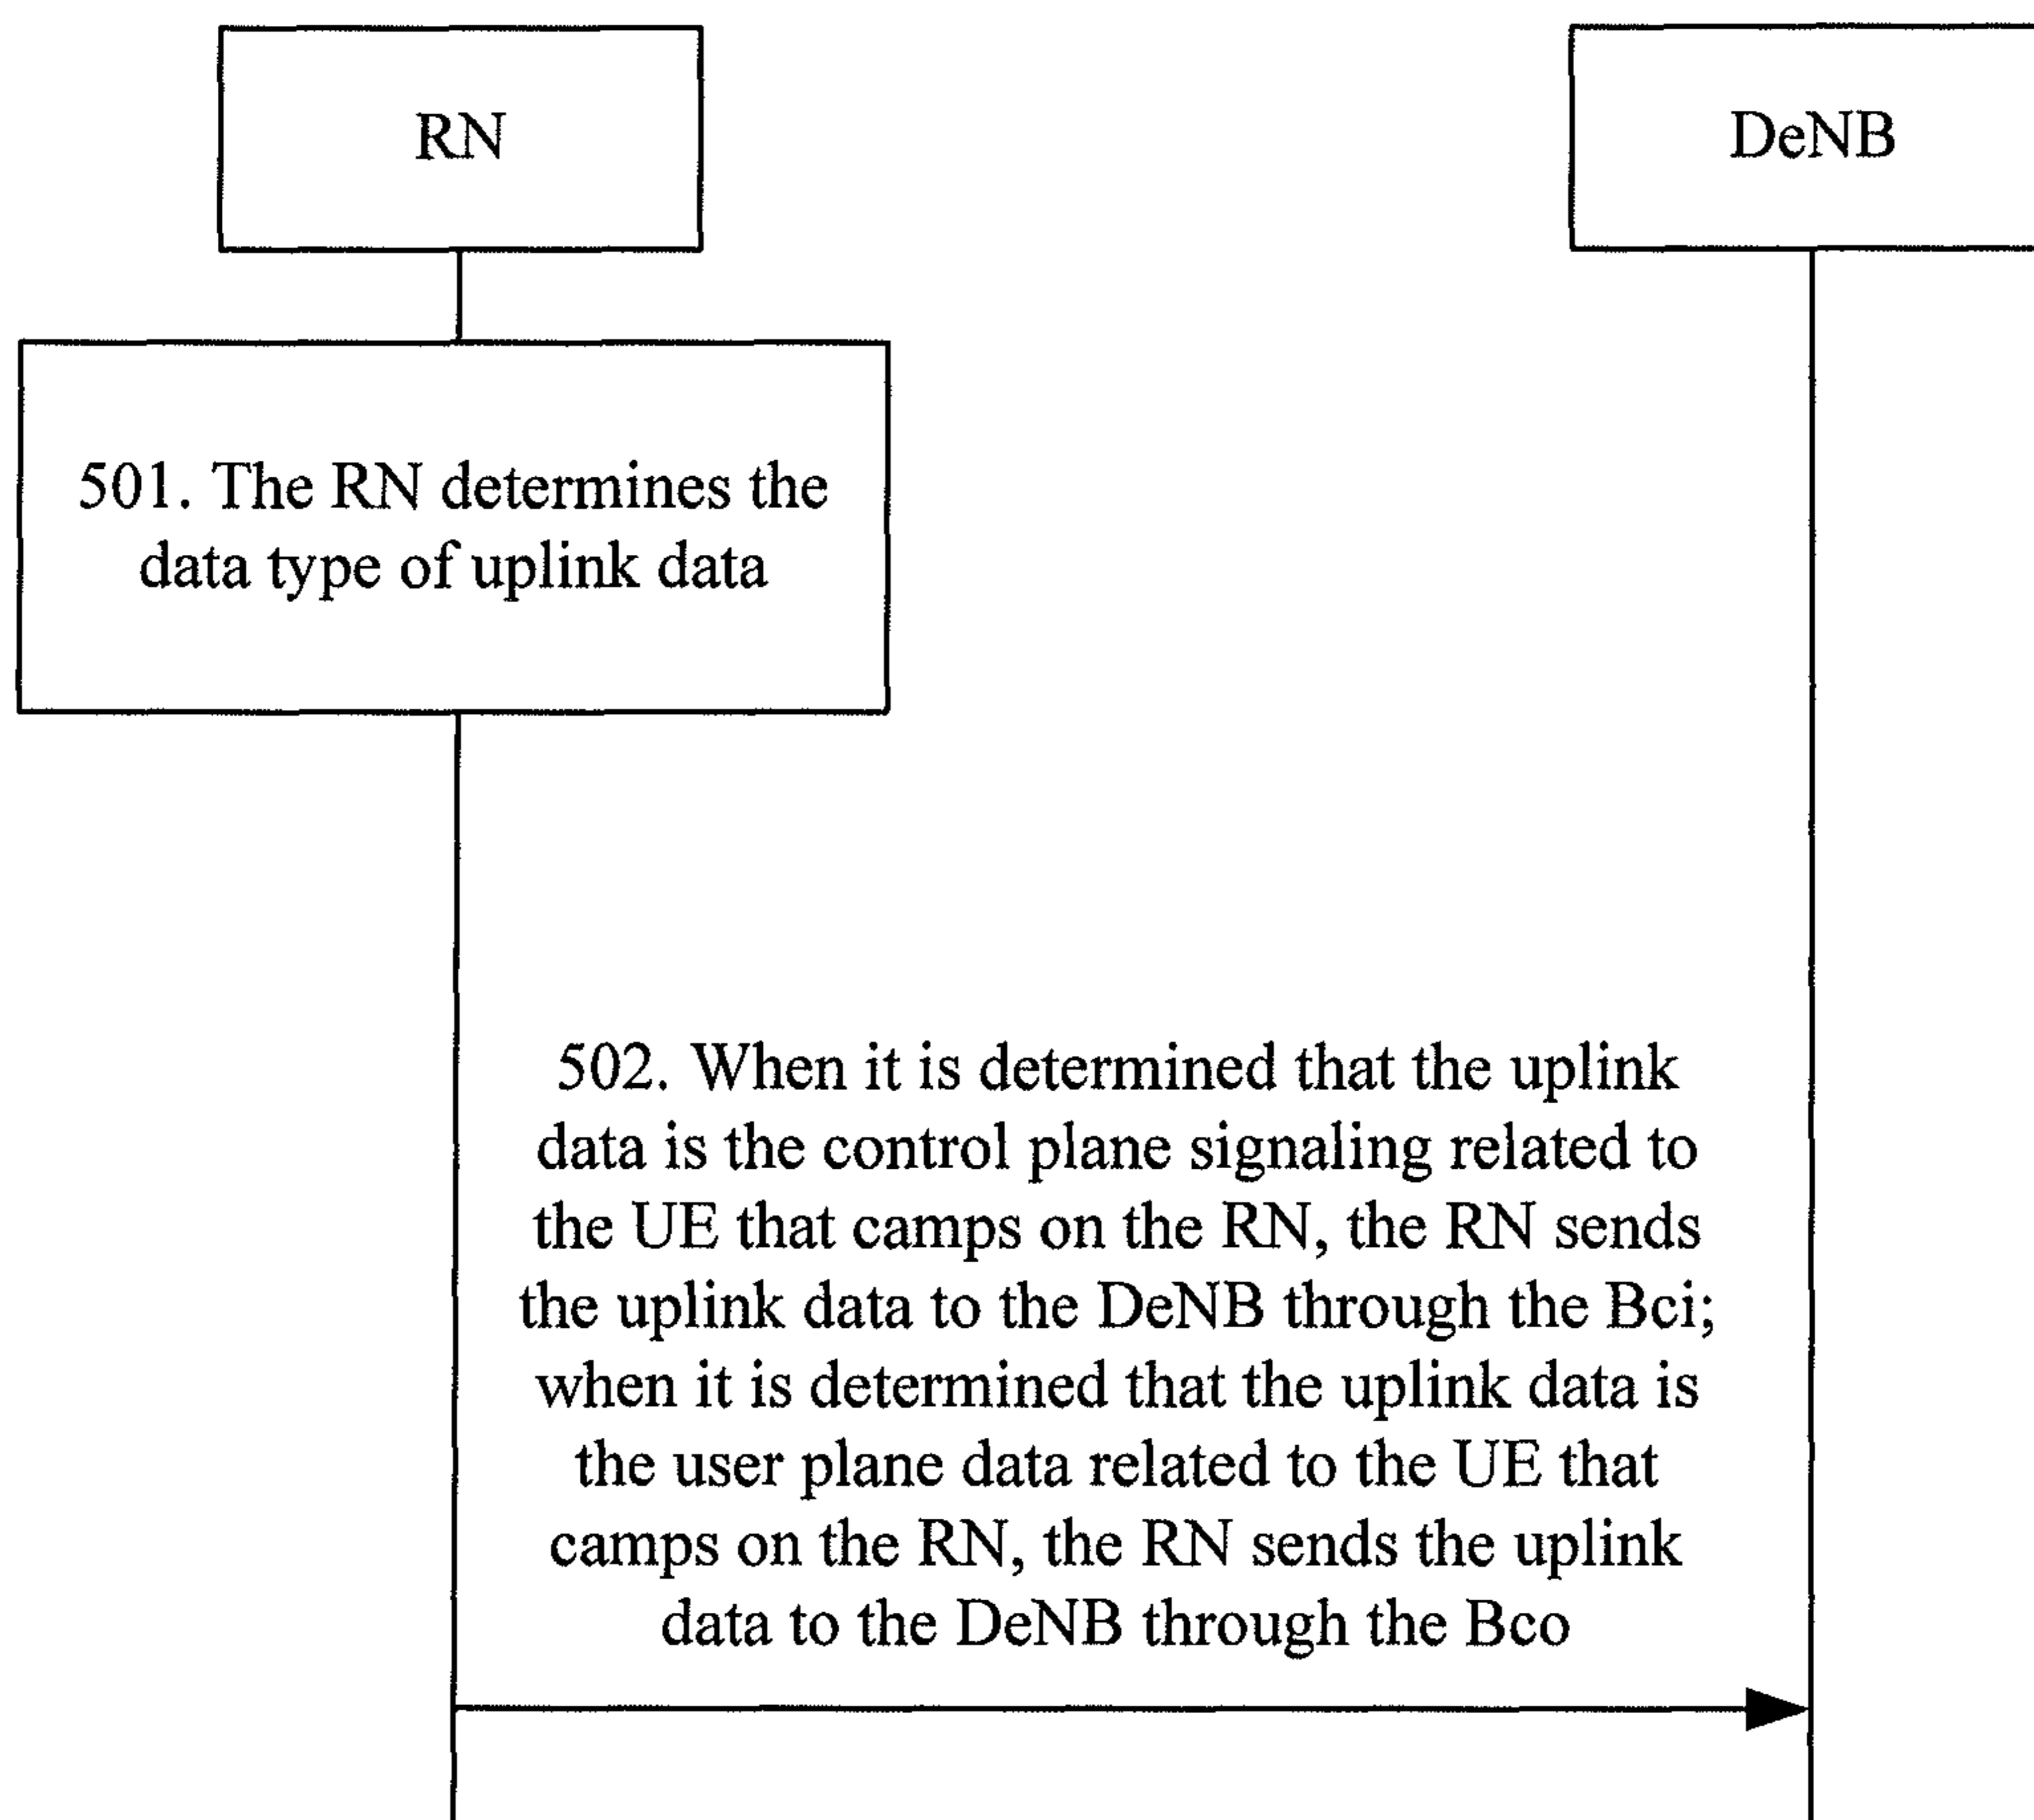 RN
DeNB
501. The RN determines the
data type of uplink data
502. When it is determined that the uplink
data is the control plane signaling related to
the UE that camps on the RN, the RN sends
the uplink data to the DeNB through the Bci;
when it is determined that the uplink data is
the user plane data related to the UE that
camps on the RN, the RN sends the uplink
data to the DeNB through the Bco